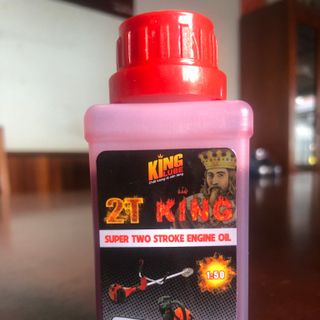 KING
LUBE
2T KING
SUPER TWO STROKE ENGINE OIL
1:50